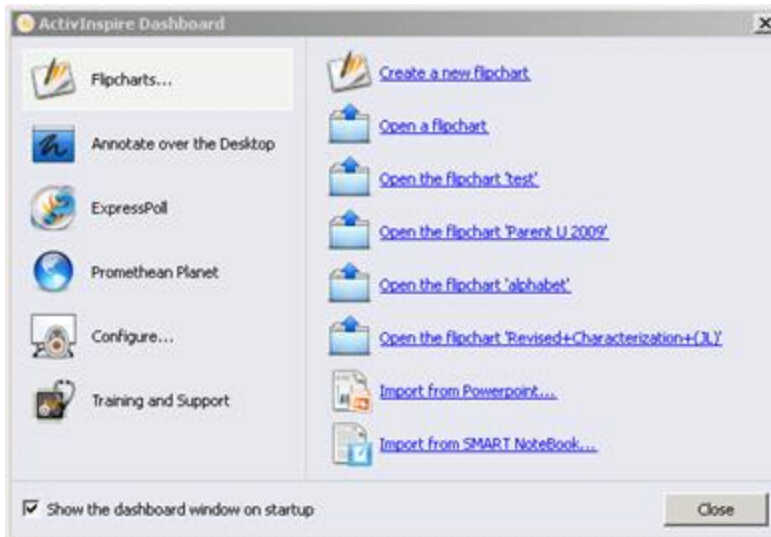 ActivInspire Dashboard
Flipcharts...
Annotate over the Desktop
ExpressPoll
Promethean Planet
Configure...
Training and Support
Create a new flipchart
Open a flipchart
Open the flipchart 'test'
Open the flipchart 'Parent U 2009'
Open the flipchart 'alphabet'
Open the flipchart 'Revised+Characterization+(JL)'
Import from Powerpoint...
Import from SMART NoteBook...
Show the dashboard window on startup
Close